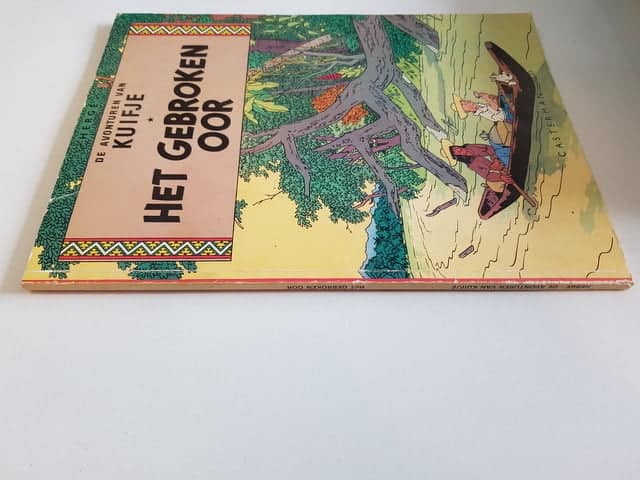 HERGÉ
DE AVONTUREN VAN
KUIFJE
*
HET GEBROKEN
OOR
CASTERMAN
HERGÉ - DE AVONTUREN VAN KUIFJE
HET GEBROKEN OOR